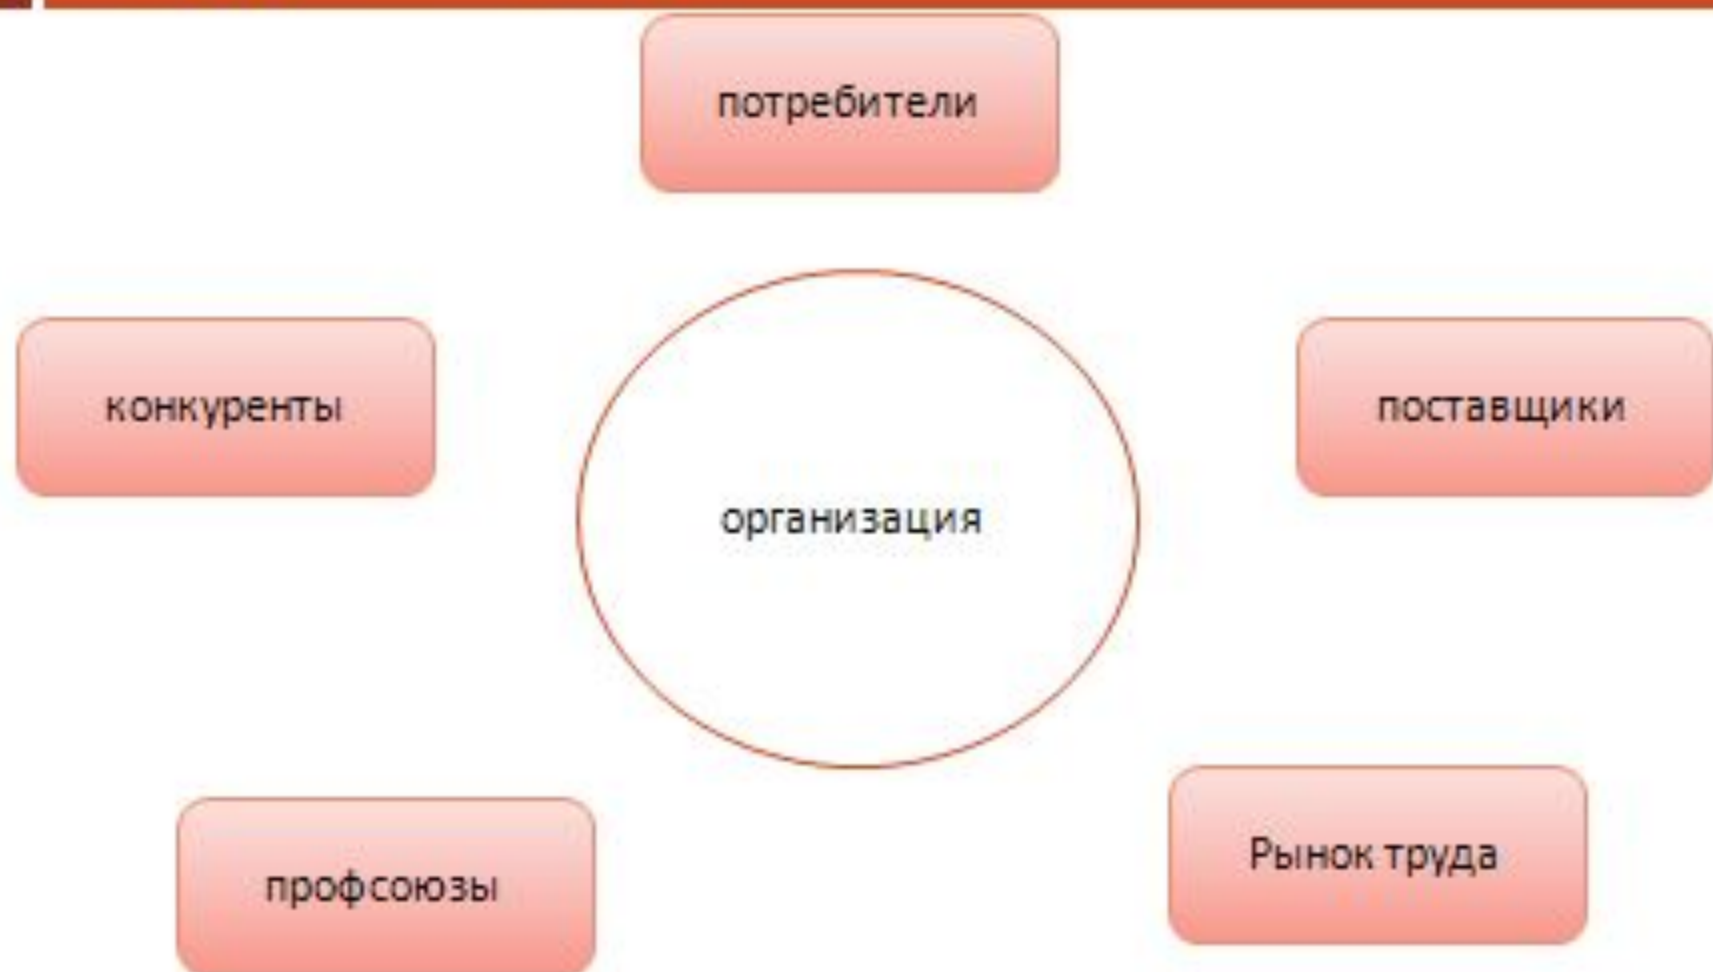 потребители
конкуренты
поставщики
организация
Рынок труда
профсоюзы